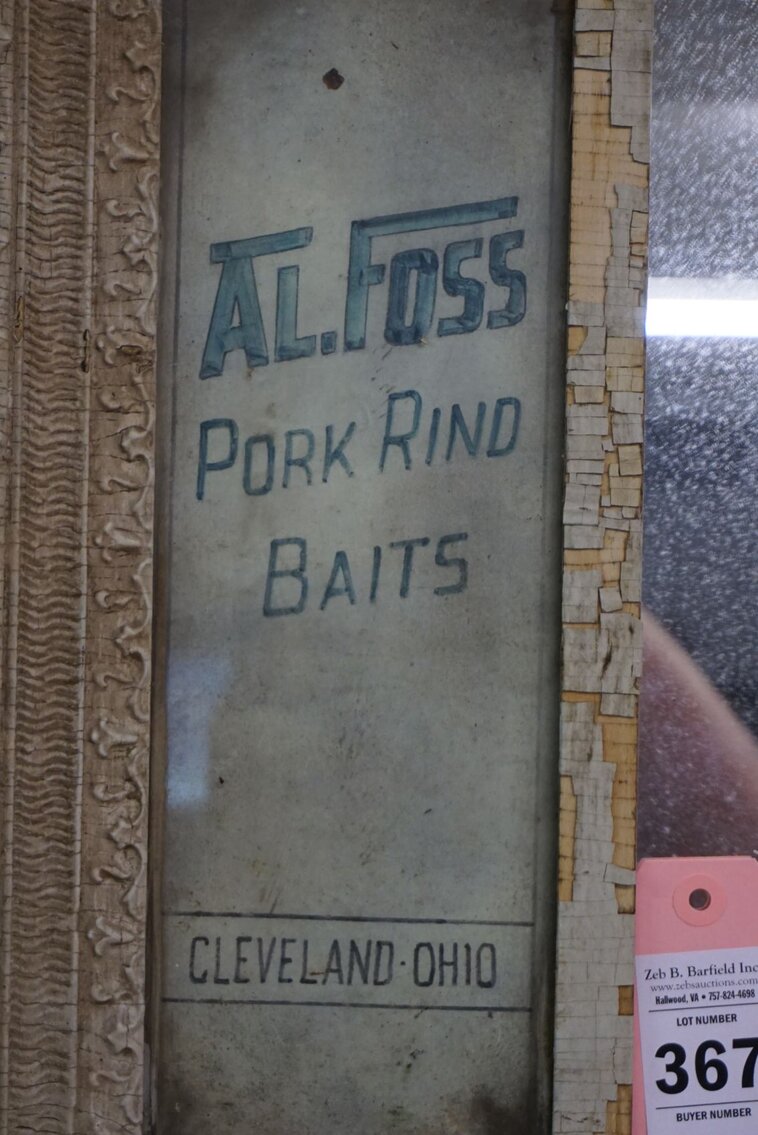 AL. FOSS
PORK RIND
BAITS
CLEVELAND · OHIO
Zeb B. Barfield Inc
www.zebsauctions.com
Hallwood, VA • 757-824-4698
LOT NUMBER
367
BUYER NUMBER